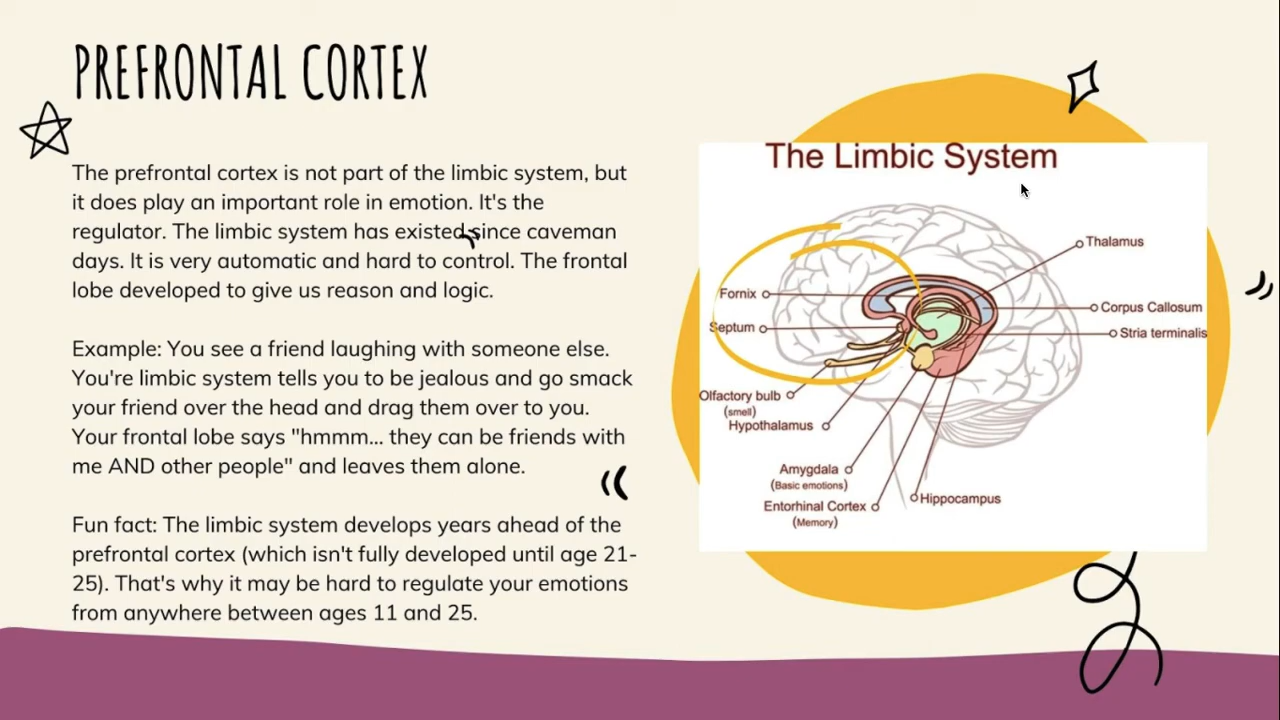 PREFRONTAL CORTEX
The prefrontal cortex is not part of the limbic system, but
it does play an important role in emotion. It's the
regulator. The limbic system has existed since caveman
days. It is very automatic and hard to control. The frontal
lobe developed to give us reason and logic.
Example: You see a friend laughing with someone else.
You're limbic system tells you to be jealous and go smack
your friend over the head and drag them over to you.
Your frontal lobe says "hmmm... they can be friends with
me AND other people" and leaves them alone.
Fun fact: The limbic system develops years ahead of the
prefrontal cortex (which isn't fully developed until age 21-
25). That's why it may be hard to regulate your emotions
from anywhere between ages 11 and 25.
The Limbic System
Thalamus
Fornix
Corpus Callosum
Septum
Stria terminalis
Olfactory bulb
(smell)
Hypothalamus
Amygdala
(Basic emotions)
Hippocampus
Entorhinal Cortex
(Memory)